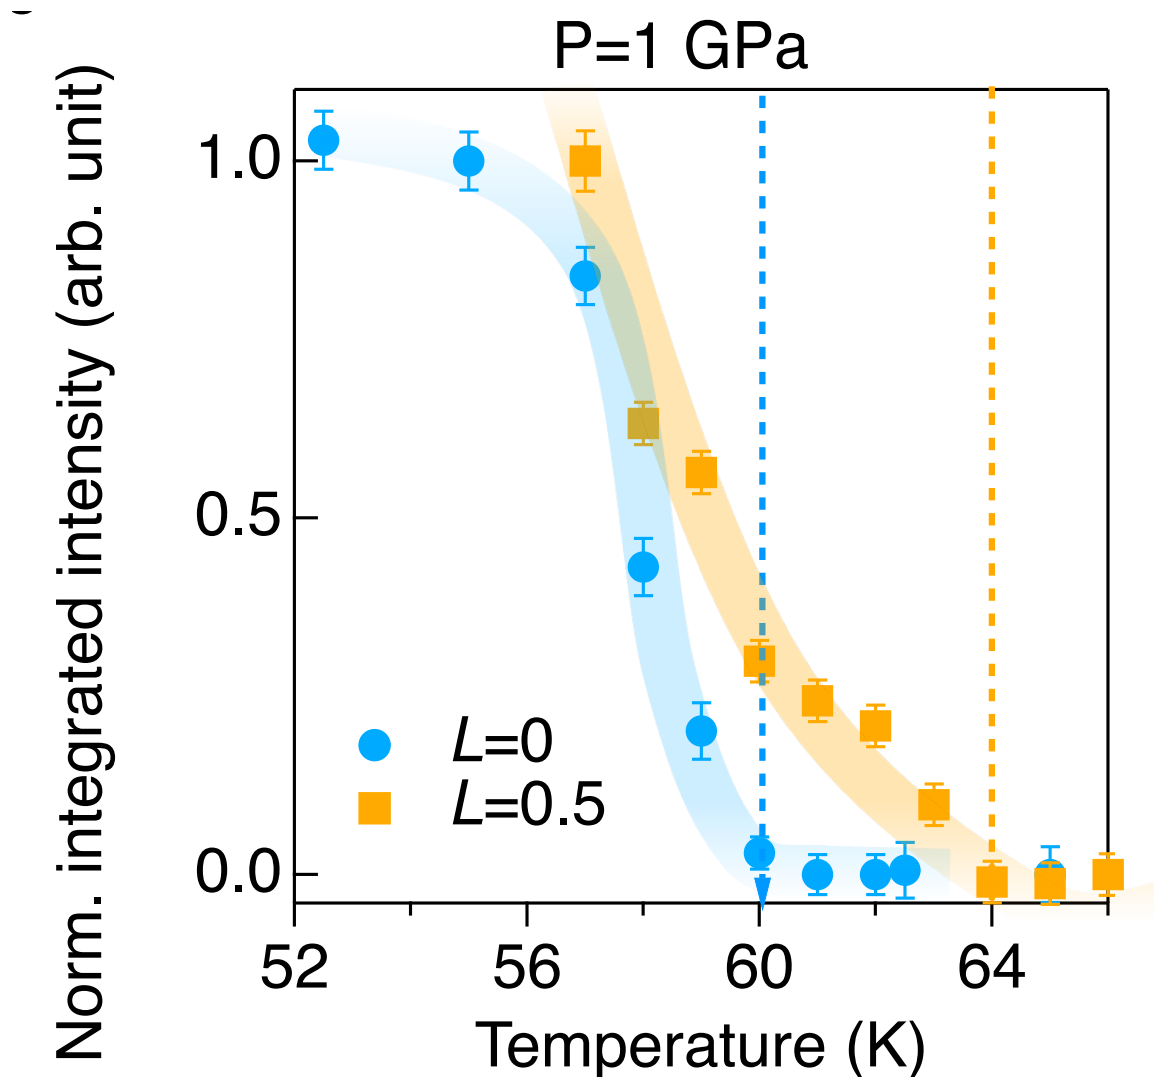 P=1 GPa
Norm. integrated intensity (arb. unit)
1.0
0.5
0.0
L=0
L=0.5
52 56 60 64
Temperature (K)